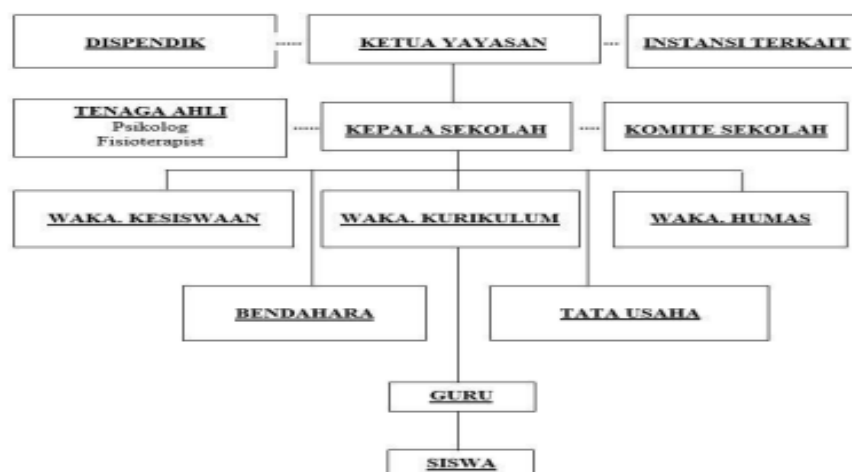 DISPENDIK
KETUA YAYASAN
INSTANSI TERKAIT
TENAGA AHLI
Psikolog
Fisioterapist
KEPALA SEKOLAH
KOMITE SEKOLAH
WAKA. KESISWAAN
WAKA. KURIKULUM
WAKA. HUMAS
BENDAHARA
TATA USAHA
GURU
SISWA